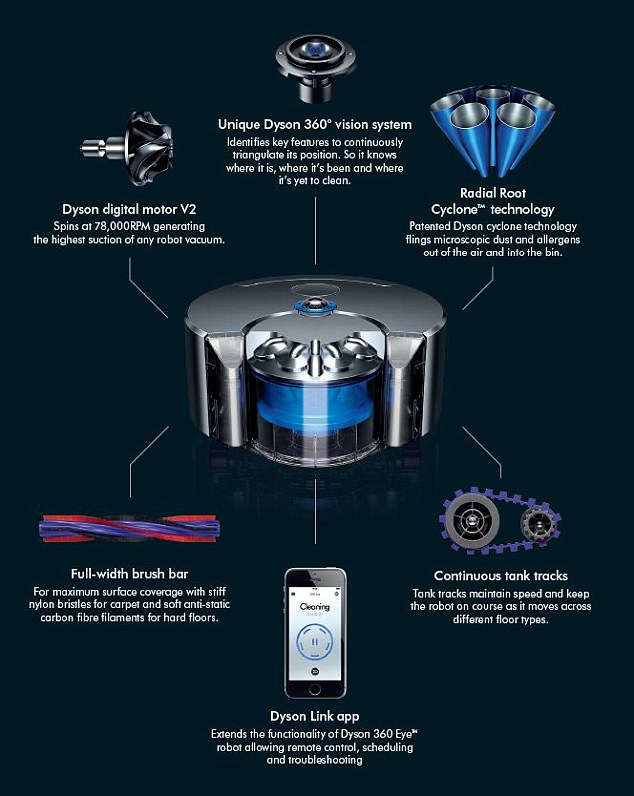 Unique Dyson 360° vision system
Identifies key features to continuously
triangulate its position. So it knows
where it is, where it's been and where
it's yet to clean.
Dyson digital motor V2
Spins at 78,000RPM generating
the highest suction of any robot vacuum.
Radial Root
Cyclone™ technology
Patented Dyson cyclone technology
flings microscopic dust and allergens
out of the air and into the bin.
Full-width brush bar
For maximum surface coverage with stiff
nylon bristles for carpet and soft anti-static
carbon fibre filaments for hard floors.
Cleaning
Continuous tank tracks
Tank tracks maintain speed and keep
the robot on course as it moves across
different floor types.
Dyson Link app
Extends the functionality of Dyson 360 Eye™
robot allowing remote control, scheduling
and troubleshooting